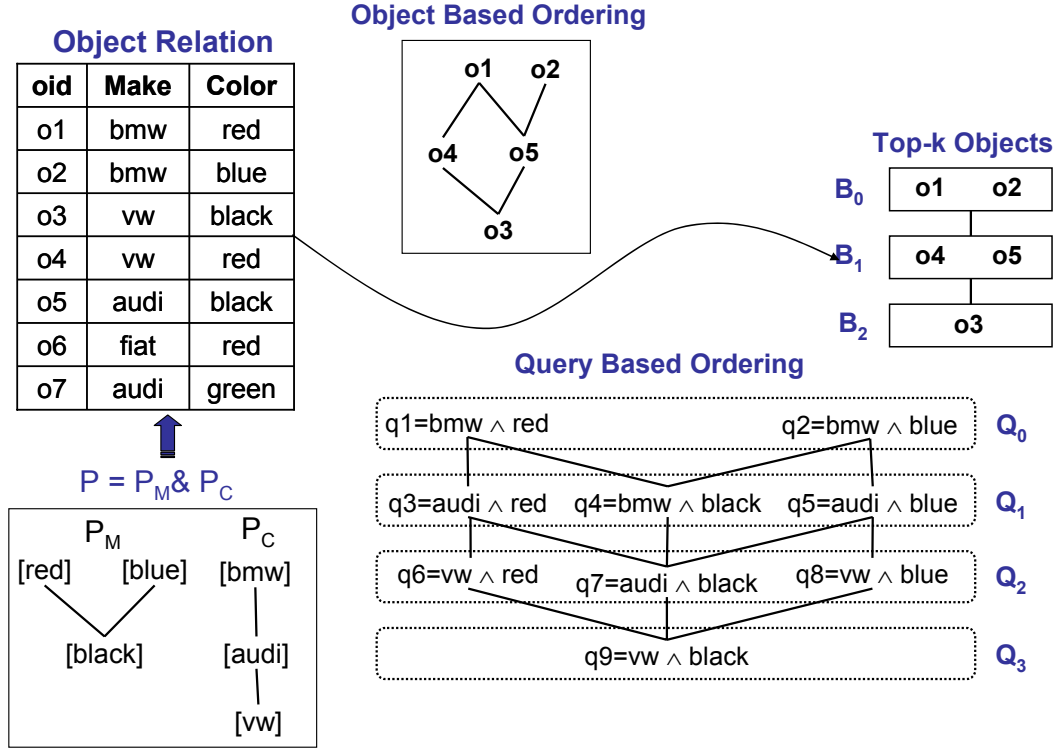 Object Based Ordering
Object Relation
oid Make Color
o1 bmw red
o2 bmw blue
o3 vw black
o4 vw red
o5 audi black
o6 fiat red
o7 audi green
o1 o2
o4 o5
o3
Top-k Objects
B0 o1 o2
B1 o4 o5
B2 o3
P = PM& PC
PM PC
[red] [blue] [bmw]
[black] [audi]
[vw]
Query Based Ordering
q1=bmw ∧ red q2=bmw ∧ blue Q0
q3=audi ∧ red q4=bmw ∧ black q5=audi ∧ blue Q1
q6=vw ∧ red q7=audi ∧ black q8=vw ∧ blue Q2
q9=vw ∧ black Q3